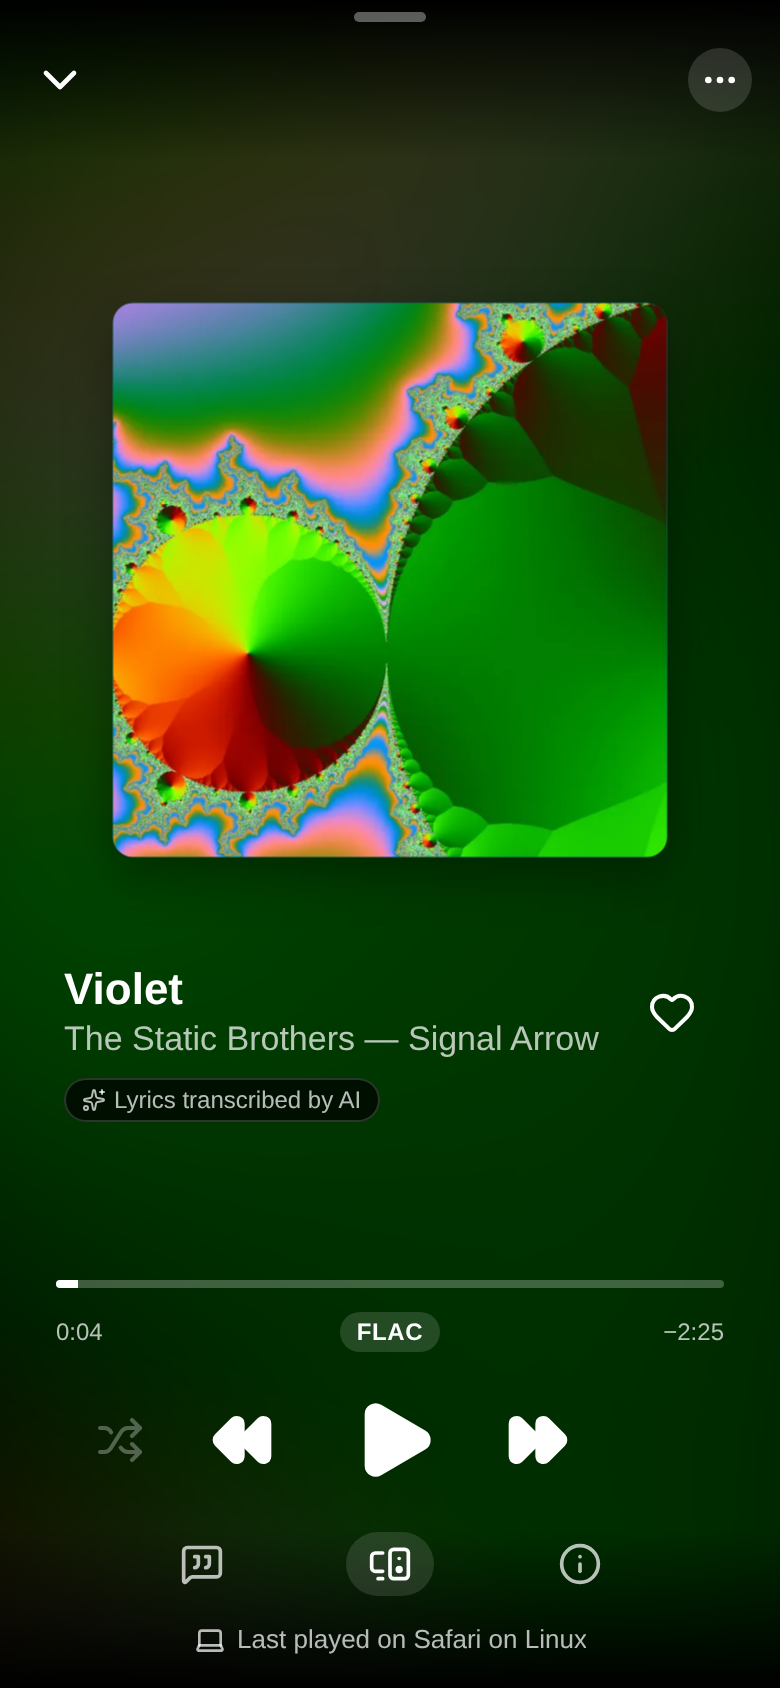 Violet
The Static Brothers — Signal Arrow
Lyrics transcribed by AI
0:04
FLAC
−2:25
Last played on Safari on Linux